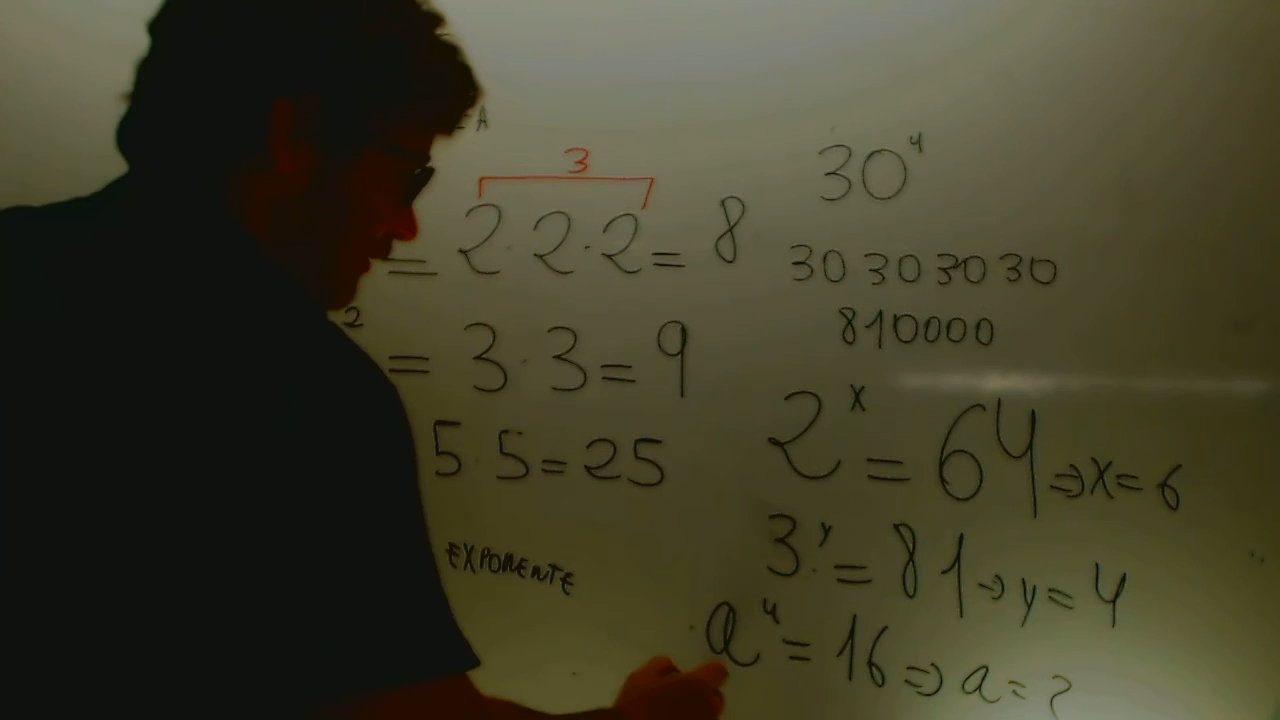 = A
3
= 2·2·2 = 8
2
= 3·3 = 9
5 5 = 25
EXPONENTE
30⁴
30 30 30 30
810000
2ˣ = 64 ⇒ x = 6
3ʸ = 81 → y = 4
a⁴ = 16 ⇒ a = ?